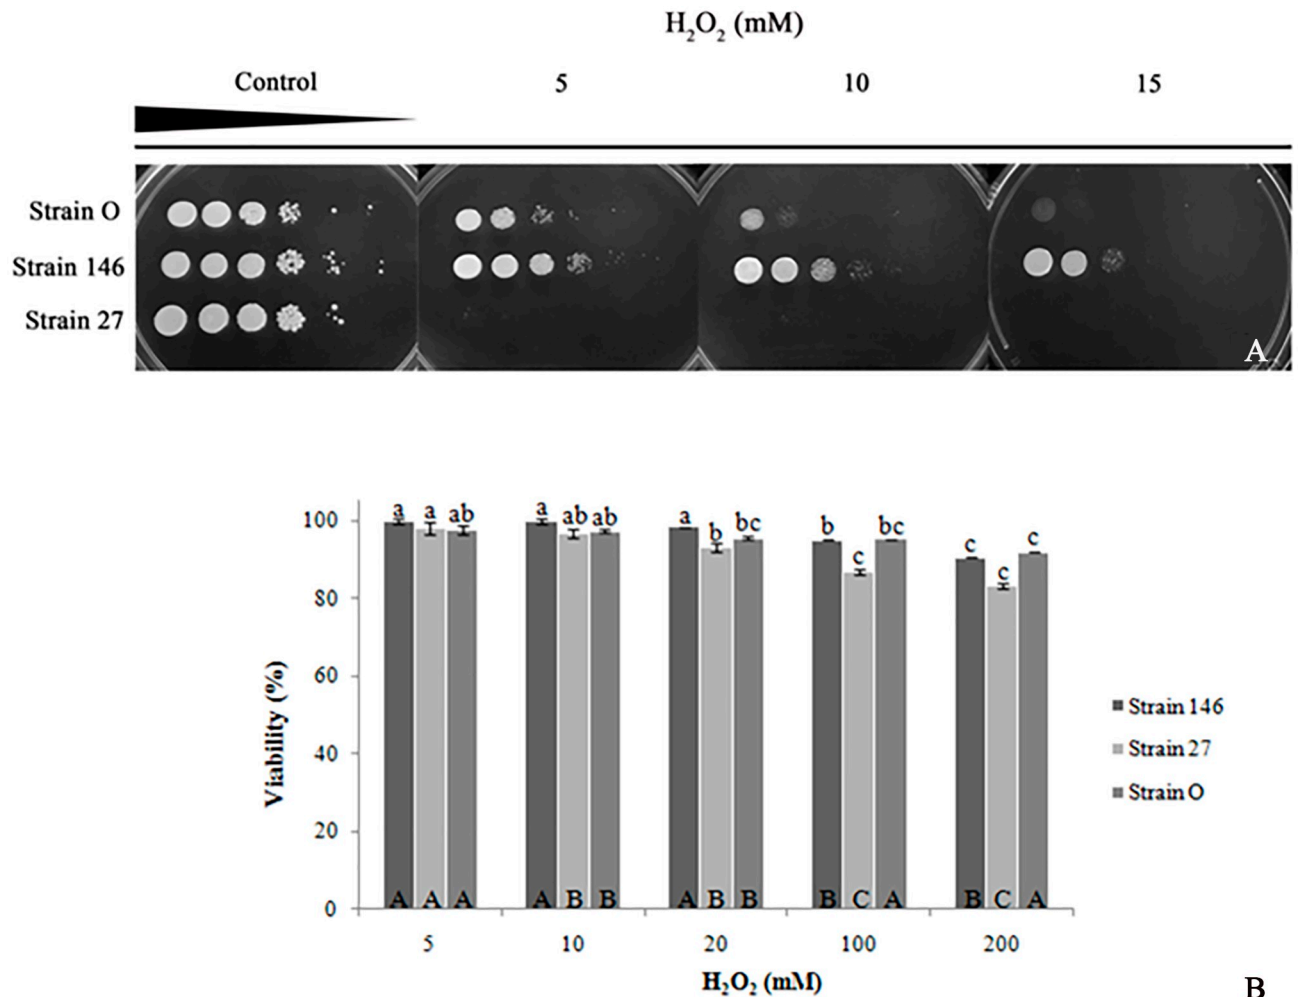 H₂O₂ (mM)
Control 5 10 15
Strain O
Strain 146
Strain 27
A
100
80
60
40
20
0
Viability (%)
a a ab
a ab ab
a b bc
b c bc
c c c
A A A
A B B
A B B
B C A
B C A
5 10 20 100 200
H₂O₂ (mM)
Strain 146
Strain 27
Strain O
B